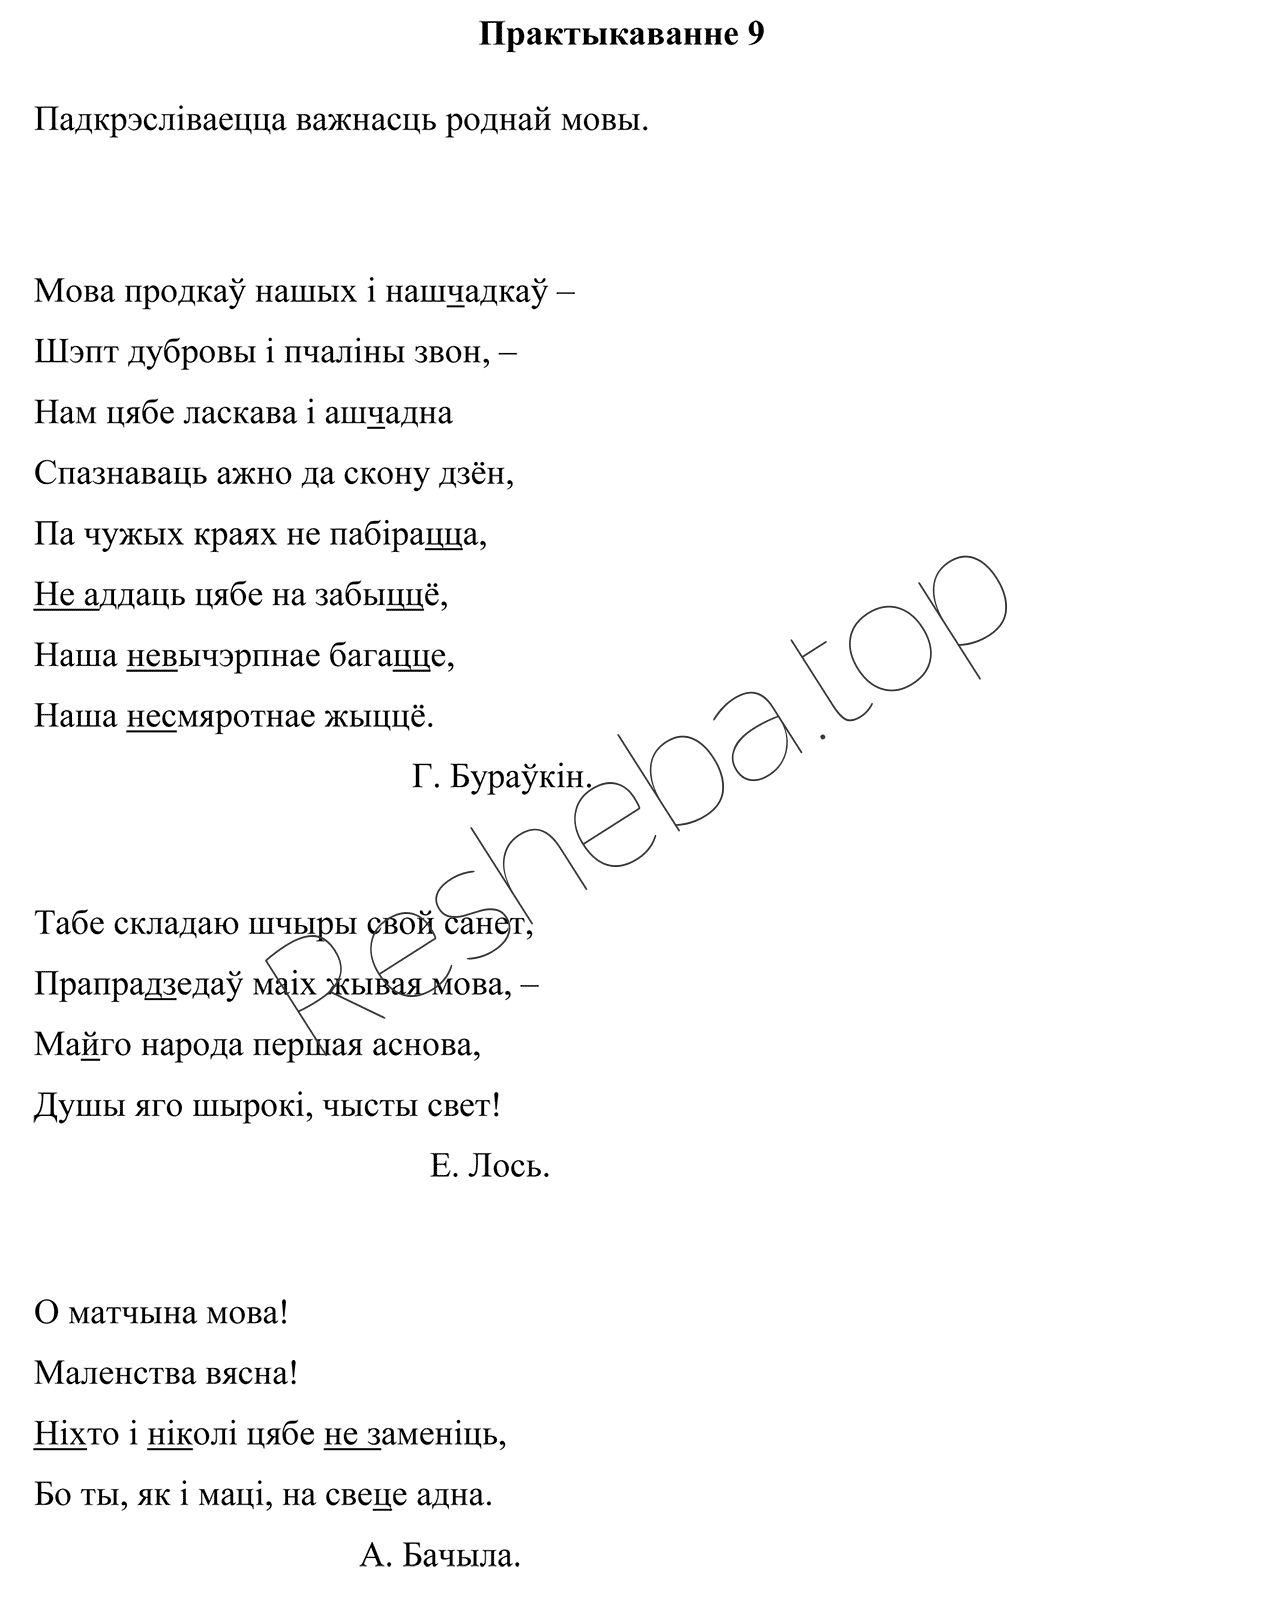 Практыкаванне 9
Падкрэсліваецца важнасць роднай мовы.
Мова продкаў нашых і нашчадкаў –
Шэпт дубровы і пчаліны звон, –
Нам цябе ласкава і ашчадна
Спазнаваць ажно да скону дзён,
Па чужых краях не пабірацца,
Не аддаць цябе на забыццё,
Наша невычэрпнае багацце,
Наша несмяротнае жыццё.
Г. Бураўкін.
Табе складаю шчыры свой санет,
Прапрадзедаў маіх жывая мова, –
Майго народа першая аснова,
Душы яго шырокі, чысты свет!
Е. Лось.
О матчына мова!
Маленства вясна!
Ніхто і ніколі цябе не заменіць,
Бо ты, як і маці, на свеце адна.
А. Бачыла.
Resheba.top